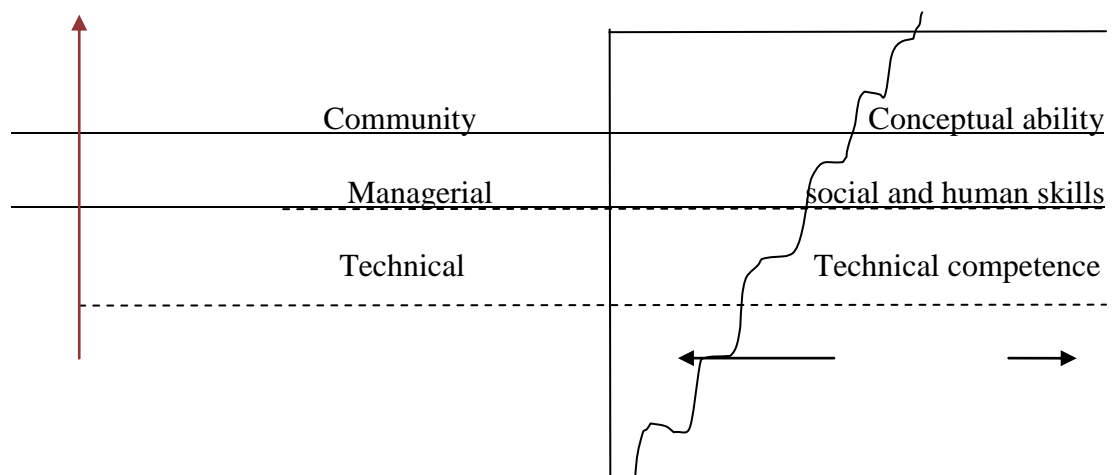 Community Conceptual ability
Managerial social and human skills
Technical Technical competence